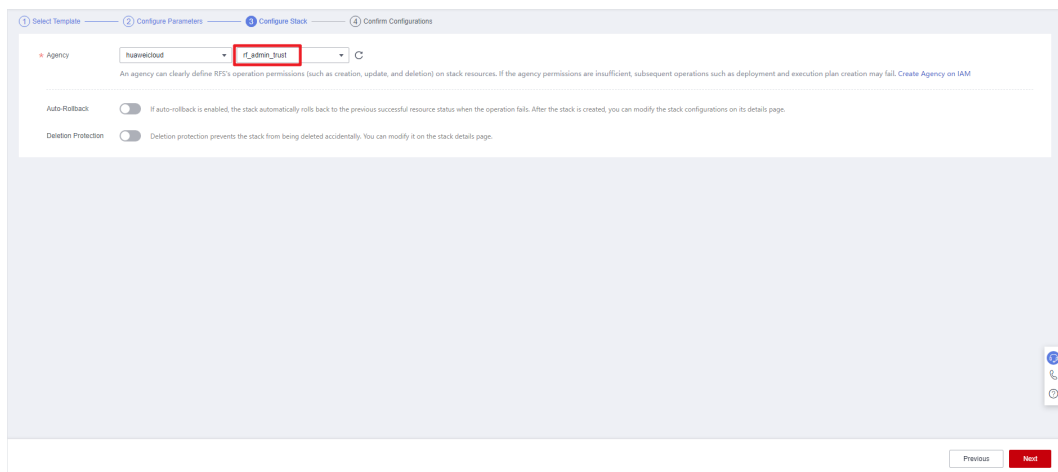 1 Select Template 2 Configure Parameters 3 Configure Stack 4 Confirm Configurations
* Agency huaweicloud rf_admin_trust
An agency can clearly define RFS's operation permissions (such as creation, update, and deletion) on stack resources. If the agency permissions are insufficient, subsequent operations such as deployment and execution plan creation may fail. Create Agency on IAM
Auto-Rollback If auto-rollback is enabled, the stack automatically rolls back to the previous successful resource status when the operation fails. After the stack is created, you can modify the stack configurations on its details page.
Deletion Protection Deletion protection prevents the stack from being deleted accidentally. You can modify it on the stack details page.
Previous Next